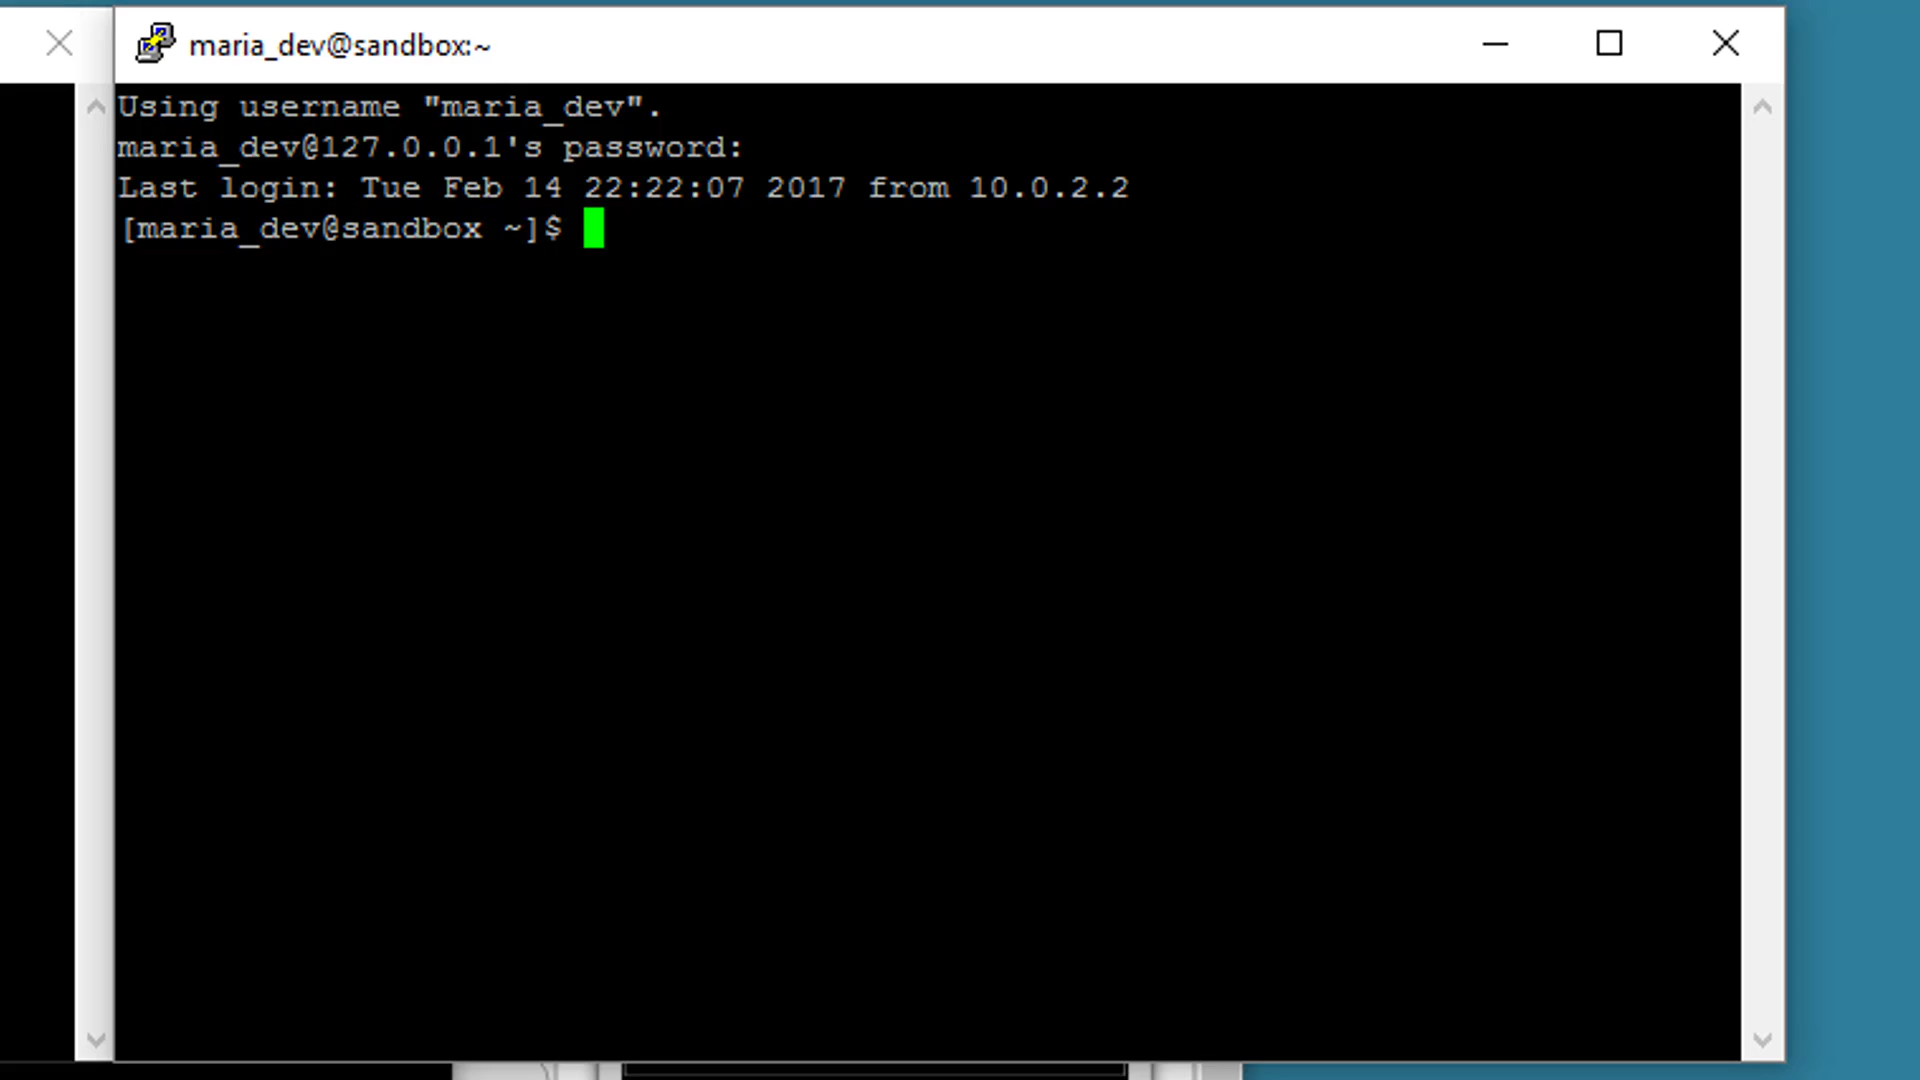 maria_dev@sandbox:~
Using username "maria_dev".
maria_dev@127.0.0.1's password:
Last login: Tue Feb 14 22:22:07 2017 from 10.0.2.2
[maria_dev@sandbox ~]$